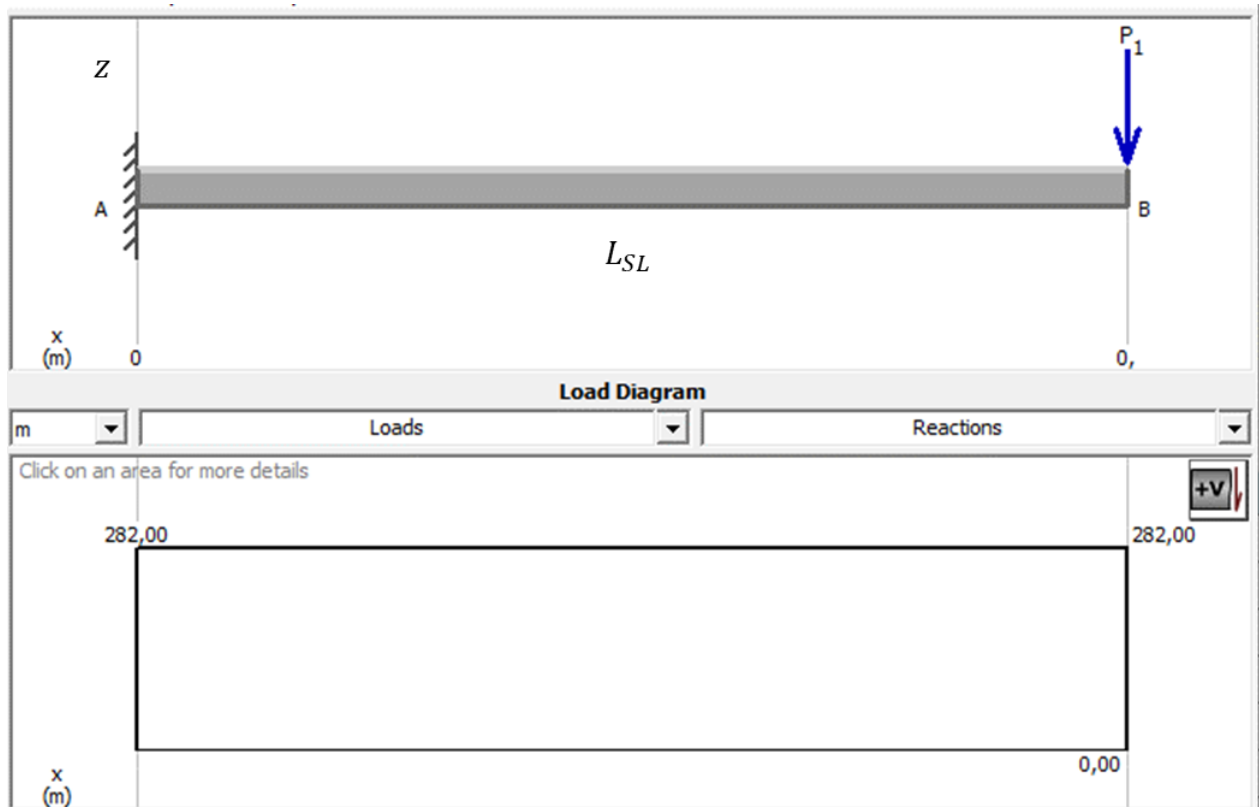 P1
z
A
B
L_SL
x
(m) 0 0,
Load Diagram
m Loads Reactions
Click on an area for more details
+V
282,00 282,00
0,00
x
(m)